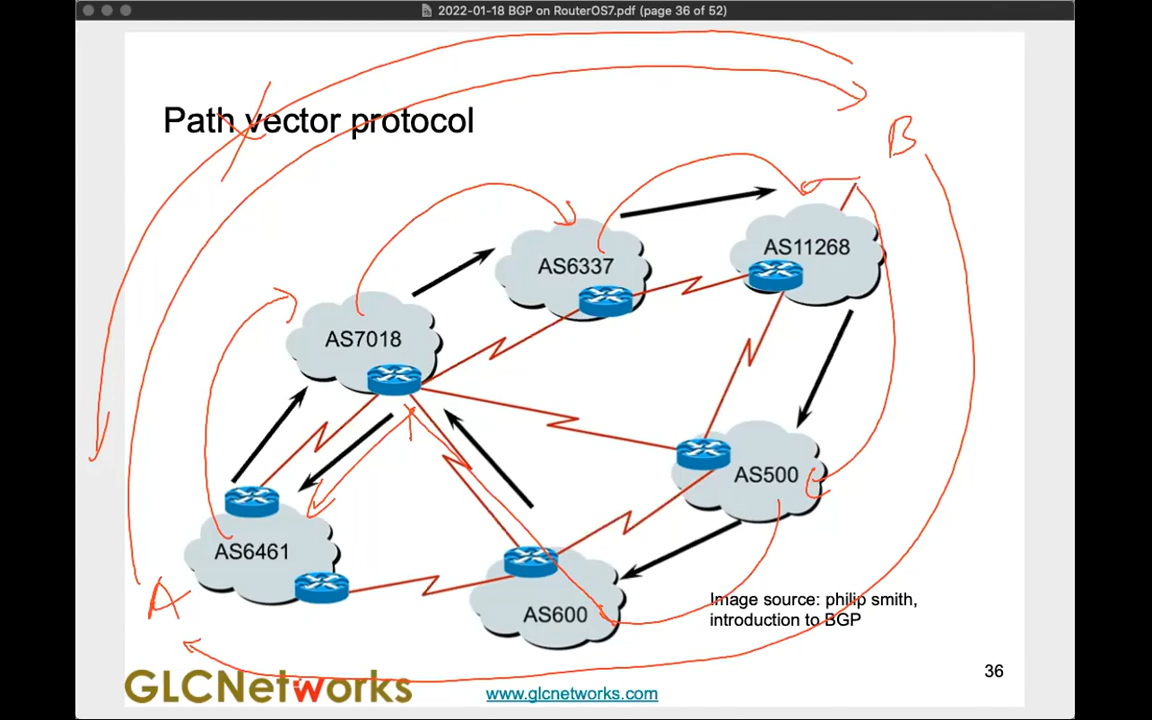 2022-01-18 BGP on RouterOS7.pdf (page 36 of 52)
Path vector protocol
B
AS11268
AS6337
AS7018
AS500
AS6461
A
AS600
Image source: philip smith,
introduction to BGP
36
GLCNetworks
www.glcnetworks.com